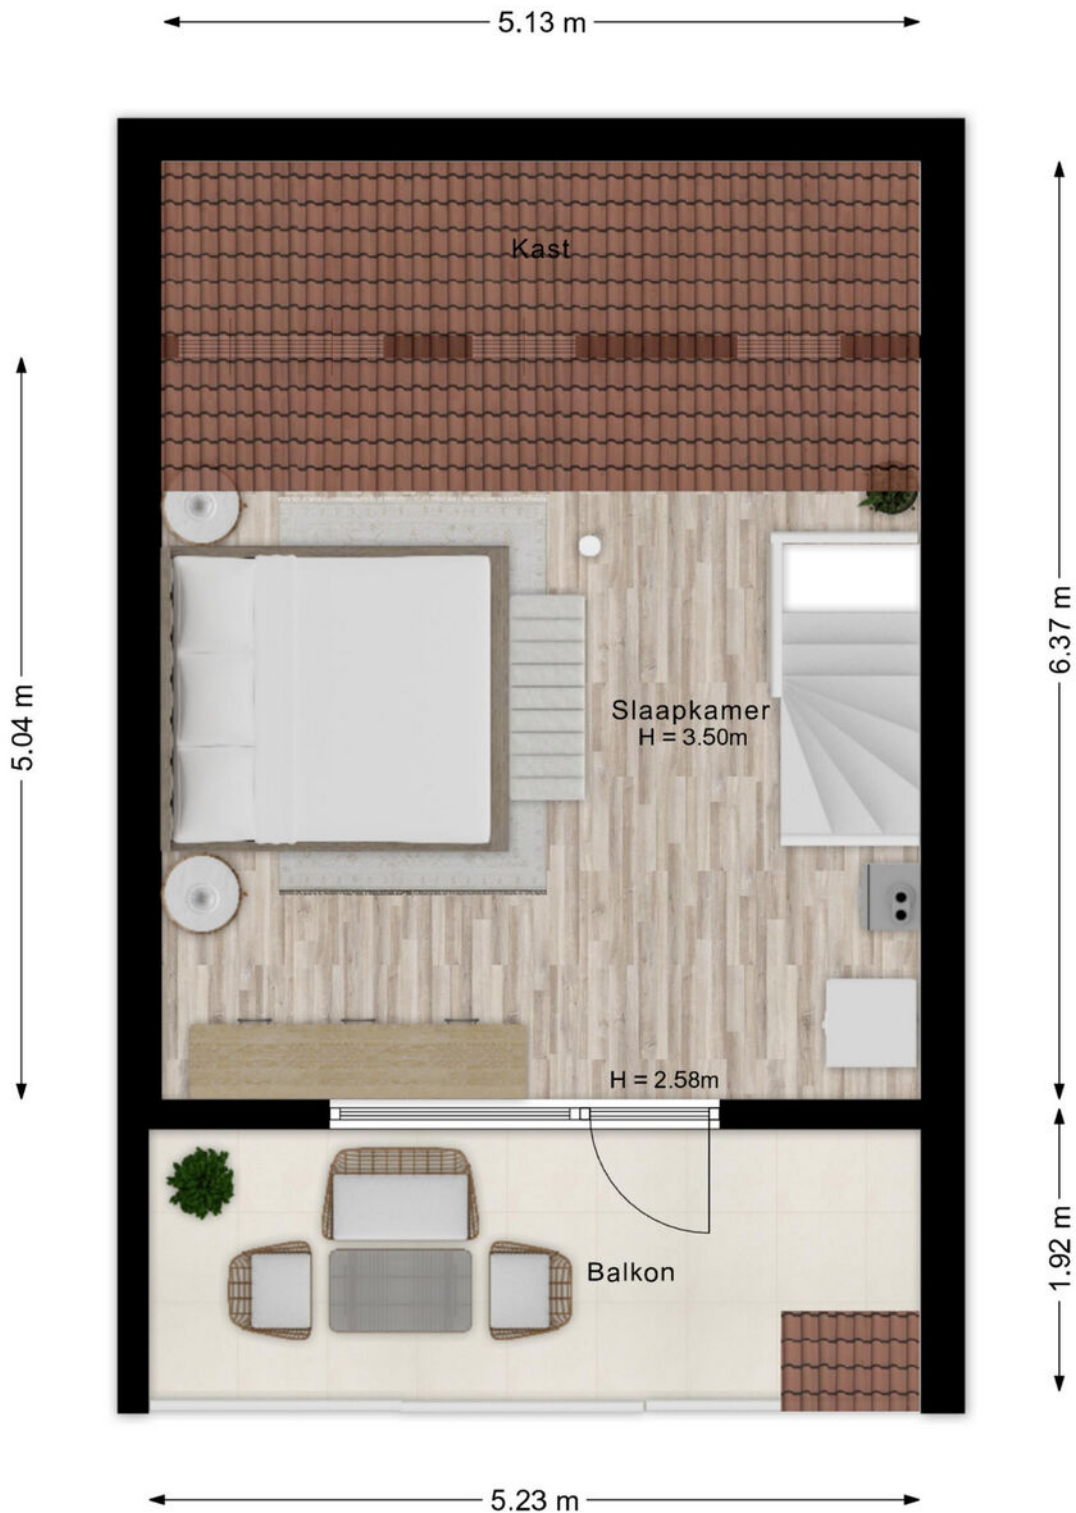 5.13 m
Kast
5.04 m
6.37 m
Slaapkamer
H = 3.50m
H = 2.58m
1.92 m
Balkon
5.23 m